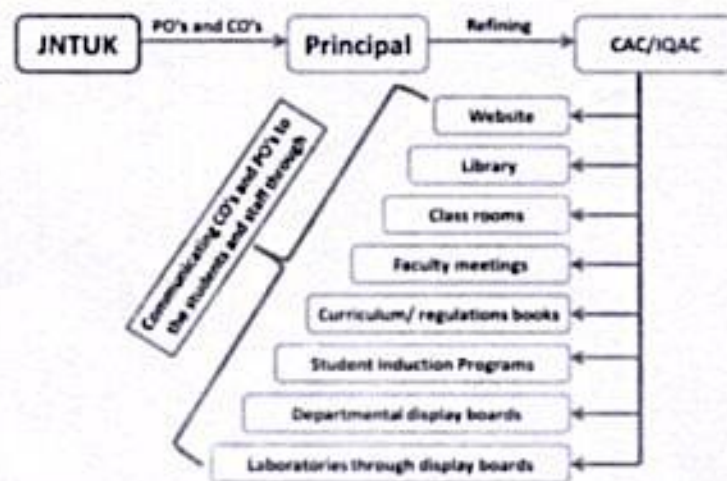 JNTUK
PO's and CO's
Principal
Refining
CAC/IQAC
Communicating CO's and PO's to
the students and staff through
Website
Library
Class rooms
Faculty meetings
Curriculum/ regulations books
Student Induction Programs
Departmental display boards
Laboratories through display boards